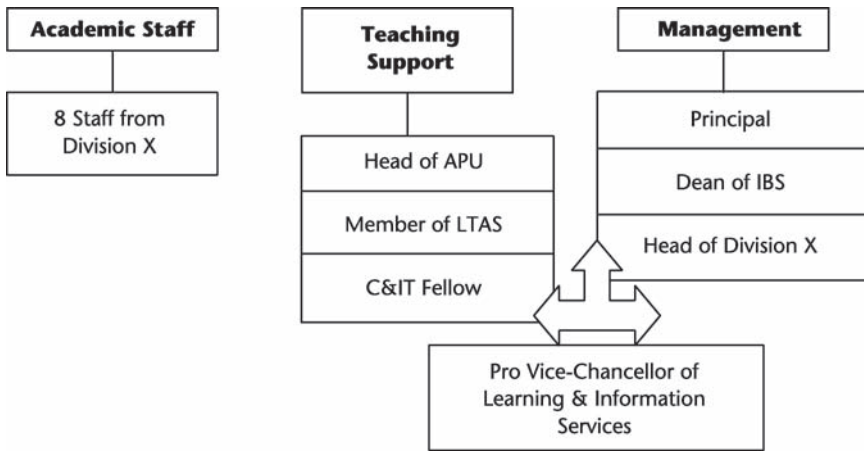 Academic Staff
8 Staff from
Division X
Teaching
Support
Head of APU
Member of LTAS
C&IT Fellow
Management
Principal
Dean of IBS
Head of Division X
Pro Vice-Chancellor of
Learning & Information
Services